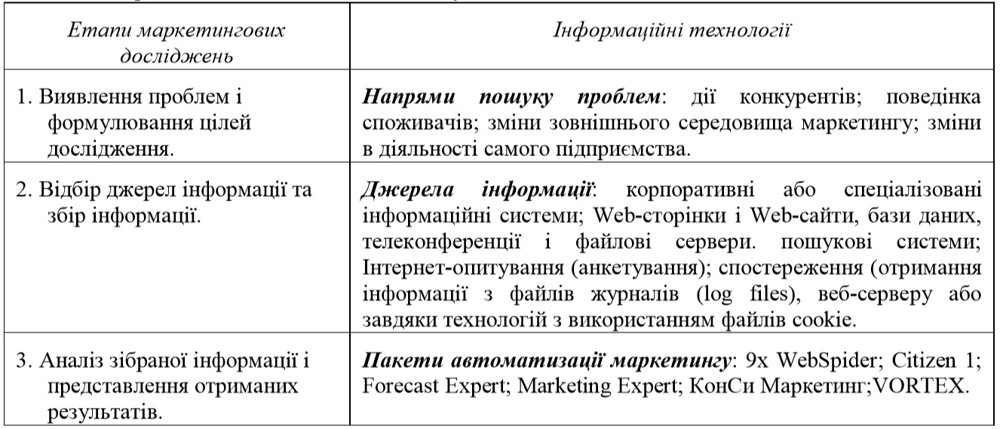 Етапи маркетингових
досліджень
Інформаційні технології
1. Виявлення проблем і
формулювання цілей
дослідження.
Напрями пошуку проблем: дії конкурентів; поведінка
споживачів; зміни зовнішнього середовища маркетингу; зміни
в діяльності самого підприємства.
2. Відбір джерел інформації та
збір інформації.
Джерела інформації: корпоративні або спеціалізовані
інформаційні системи; Web-сторінки і Web-сайти, бази даних,
телеконференції і файлові сервери. пошукові системи;
Інтернет-опитування (анкетування); спостереження (отримання
інформації з файлів журналів (log files), веб-серверу або
завдяки технологій з використанням файлів cookie.
3. Аналіз зібраної інформації і
представлення отриманих
результатів.
Пакети автоматизації маркетингу: 9x WebSpider; Citizen 1;
Forecast Expert; Marketing Expert; КонСи Маркетинг;VORTEX.